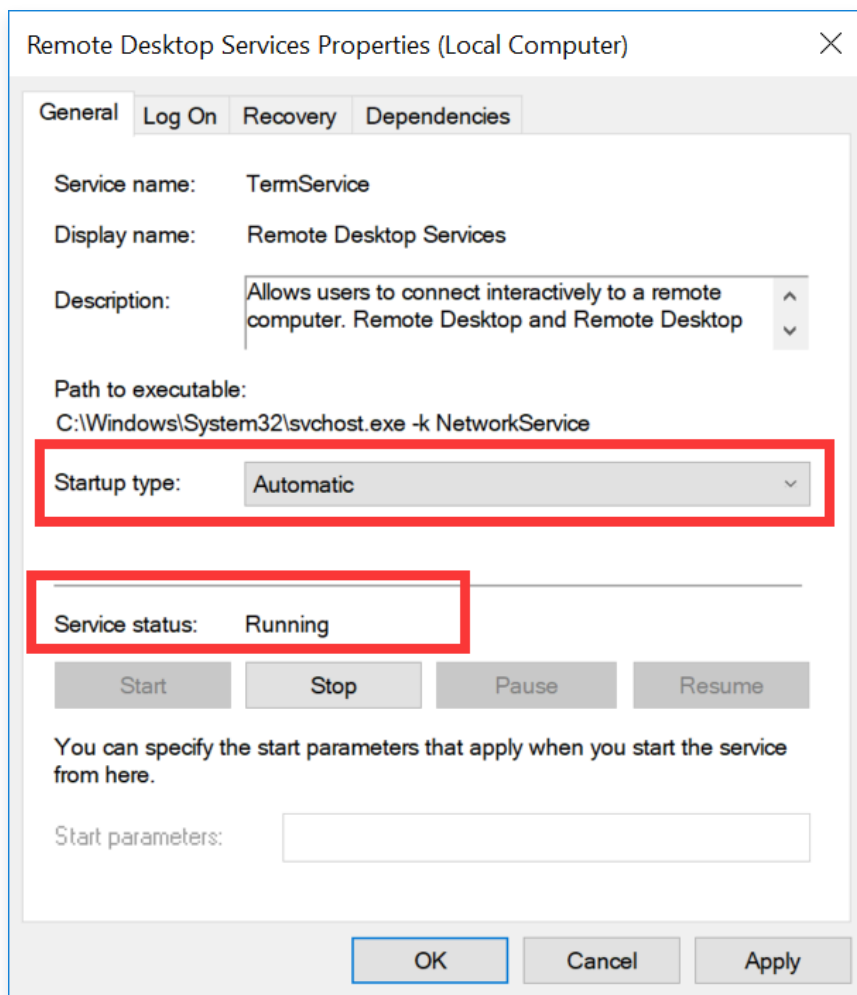 Remote Desktop Services Properties (Local Computer)
General Log On Recovery Dependencies
Service name: TermService
Display name: Remote Desktop Services
Description: Allows users to connect interactively to a remote
computer. Remote Desktop and Remote Desktop
Path to executable:
C:\Windows\System32\svchost.exe -k NetworkService
Startup type: Automatic
Service status: Running
Start Stop Pause Resume
You can specify the start parameters that apply when you start the service
from here.
Start parameters:
OK Cancel Apply